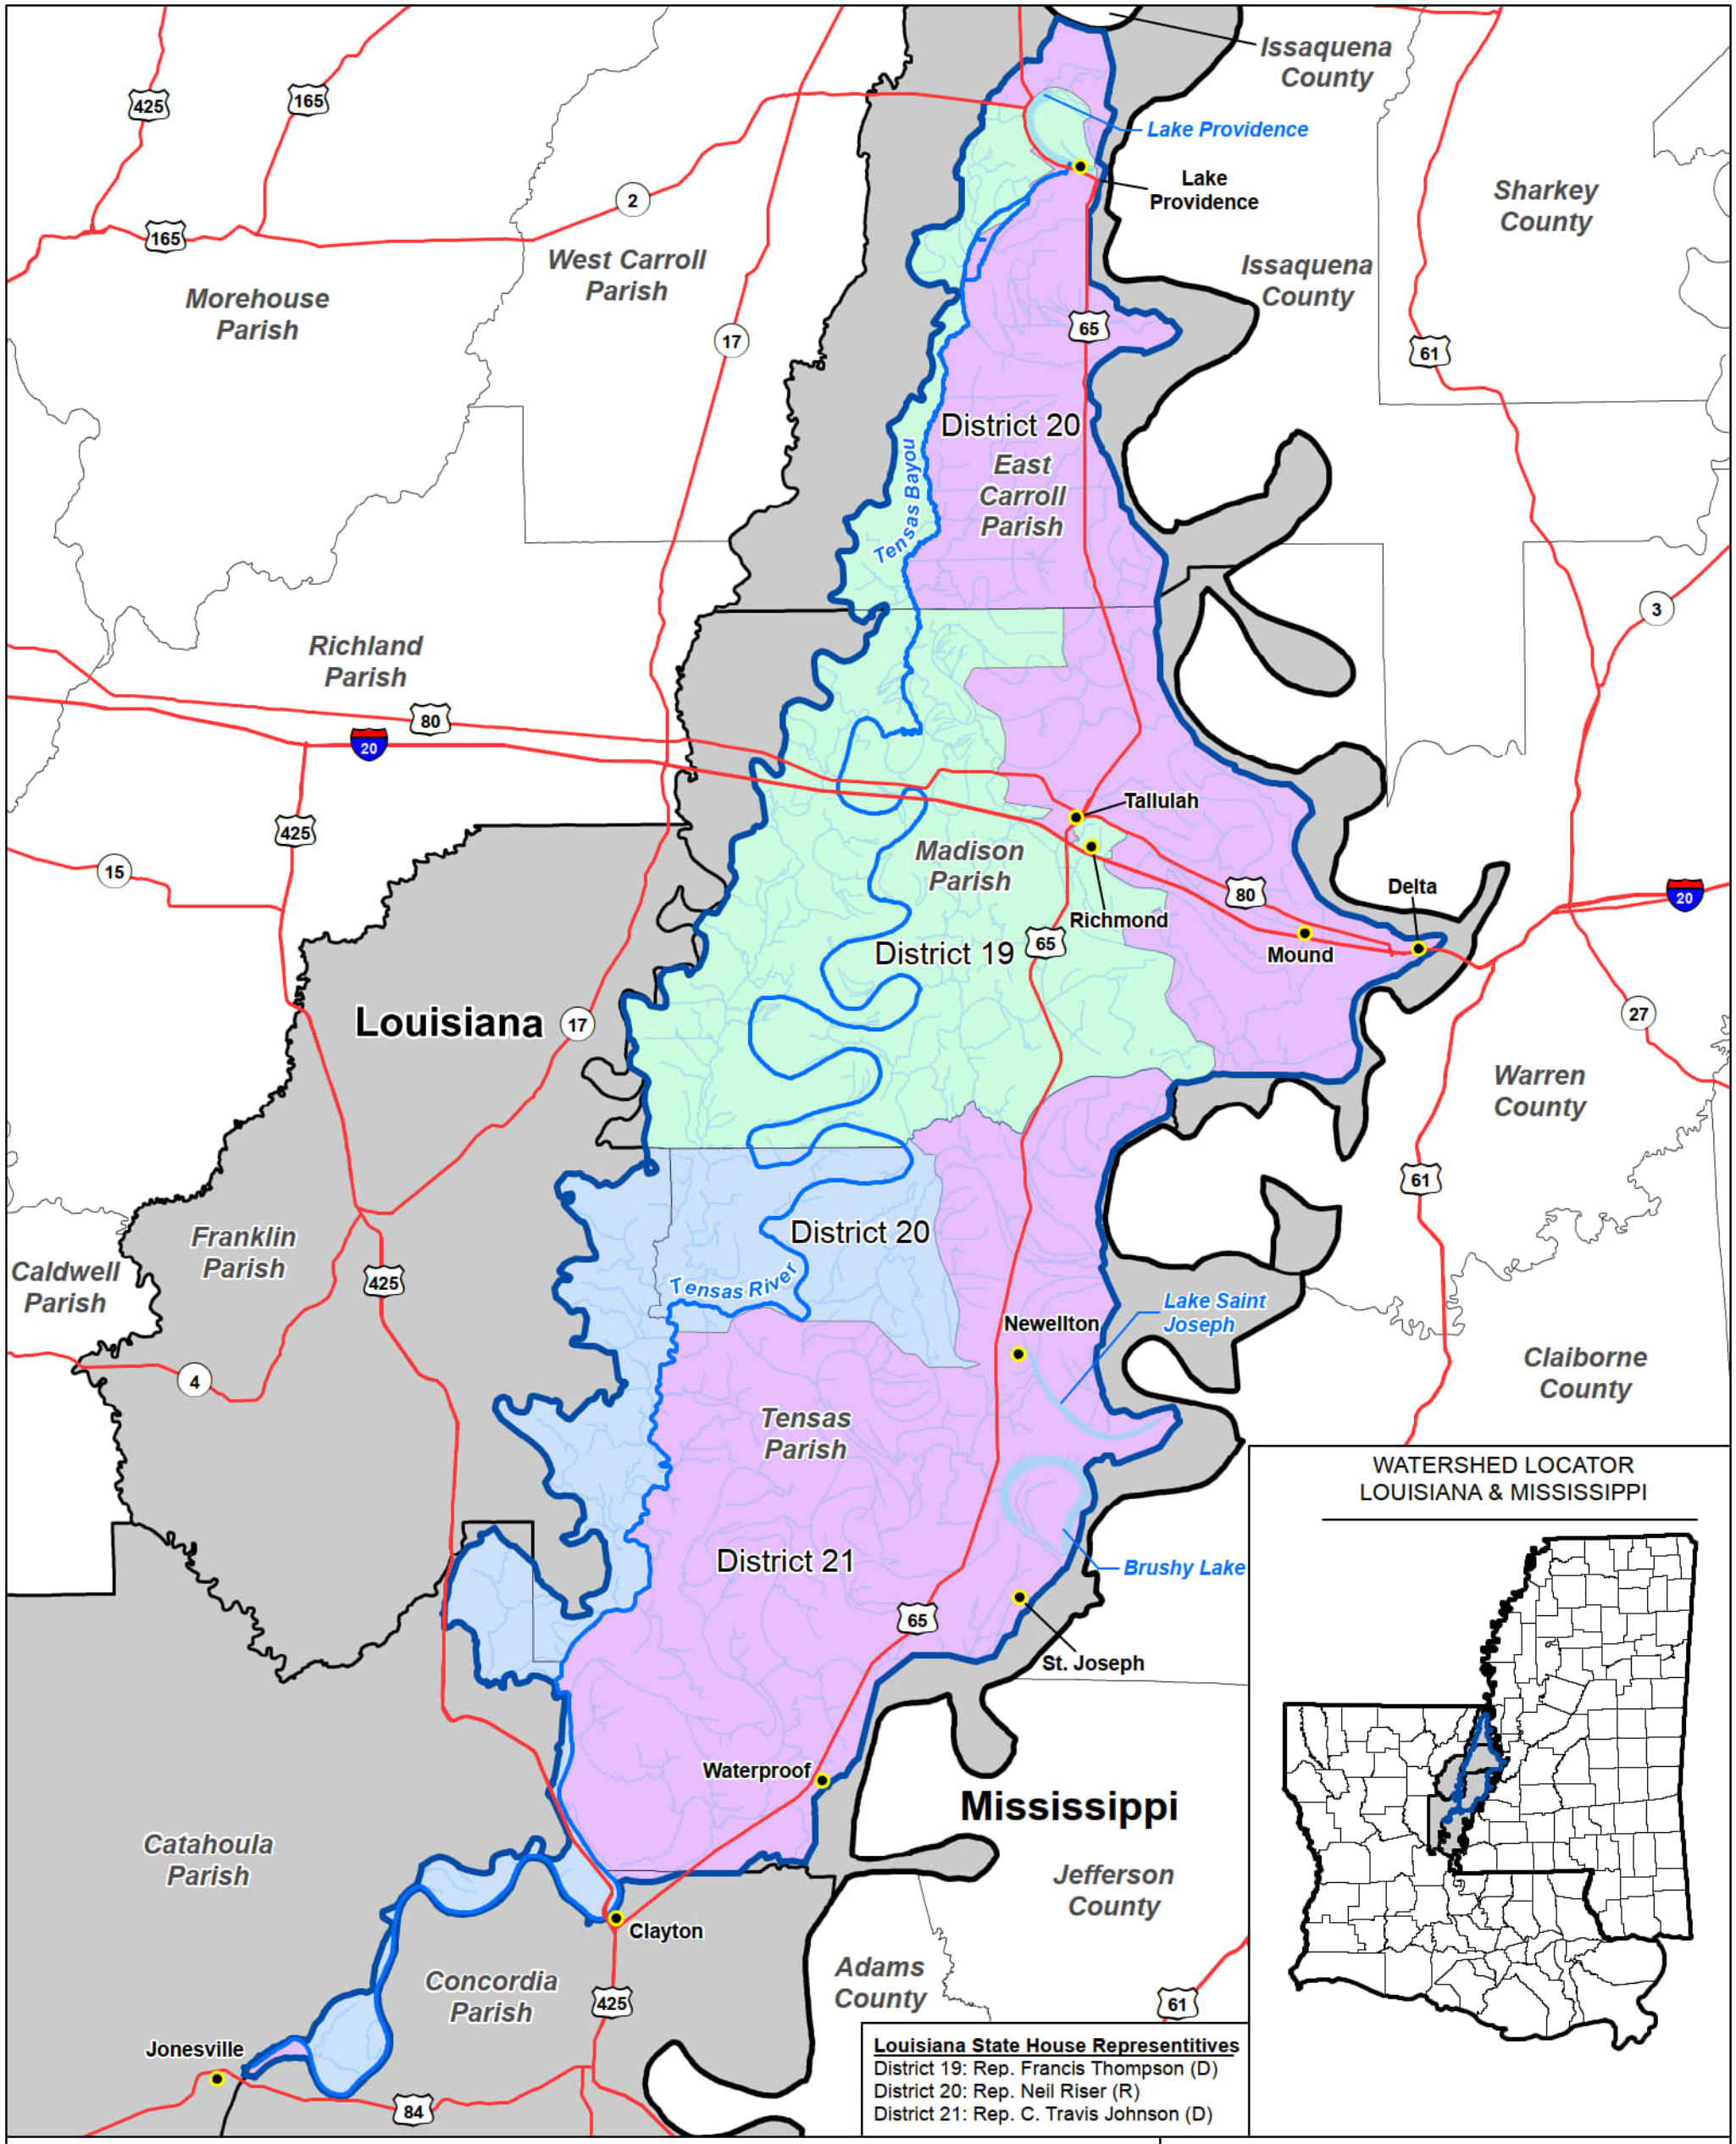 Issaquena
County
425
165
Lake Providence
2
Lake
Providence
Sharkey
County
165
West Carroll
Parish
Issaquena
County
Morehouse
Parish
17
65
61
District 20
East
Carroll
Parish
Tensas Bayou
3
Richland
Parish
80
20
425
Tallulah
15
Madison
Parish
80
Delta
20
Richmond
65
District 19
Mound
Louisiana
17
27
Warren
County
61
Franklin
Parish
District 20
Caldwell
Parish
425
Tensas River
Lake Saint
Joseph
Newellton
4
Claiborne
County
Tensas
Parish
WATERSHED LOCATOR
LOUISIANA & MISSISSIPPI
District 21
Brushy Lake
65
St. Joseph
Waterproof
Mississippi
Catahoula
Parish
Jefferson
County
Clayton
Adams
County
Concordia
Parish
425
61
Jonesville
84
Louisiana State House Representitives
District 19: Rep. Francis Thompson (D)
District 20: Rep. Neil Riser (R)
District 21: Rep. C. Travis Johnson (D)